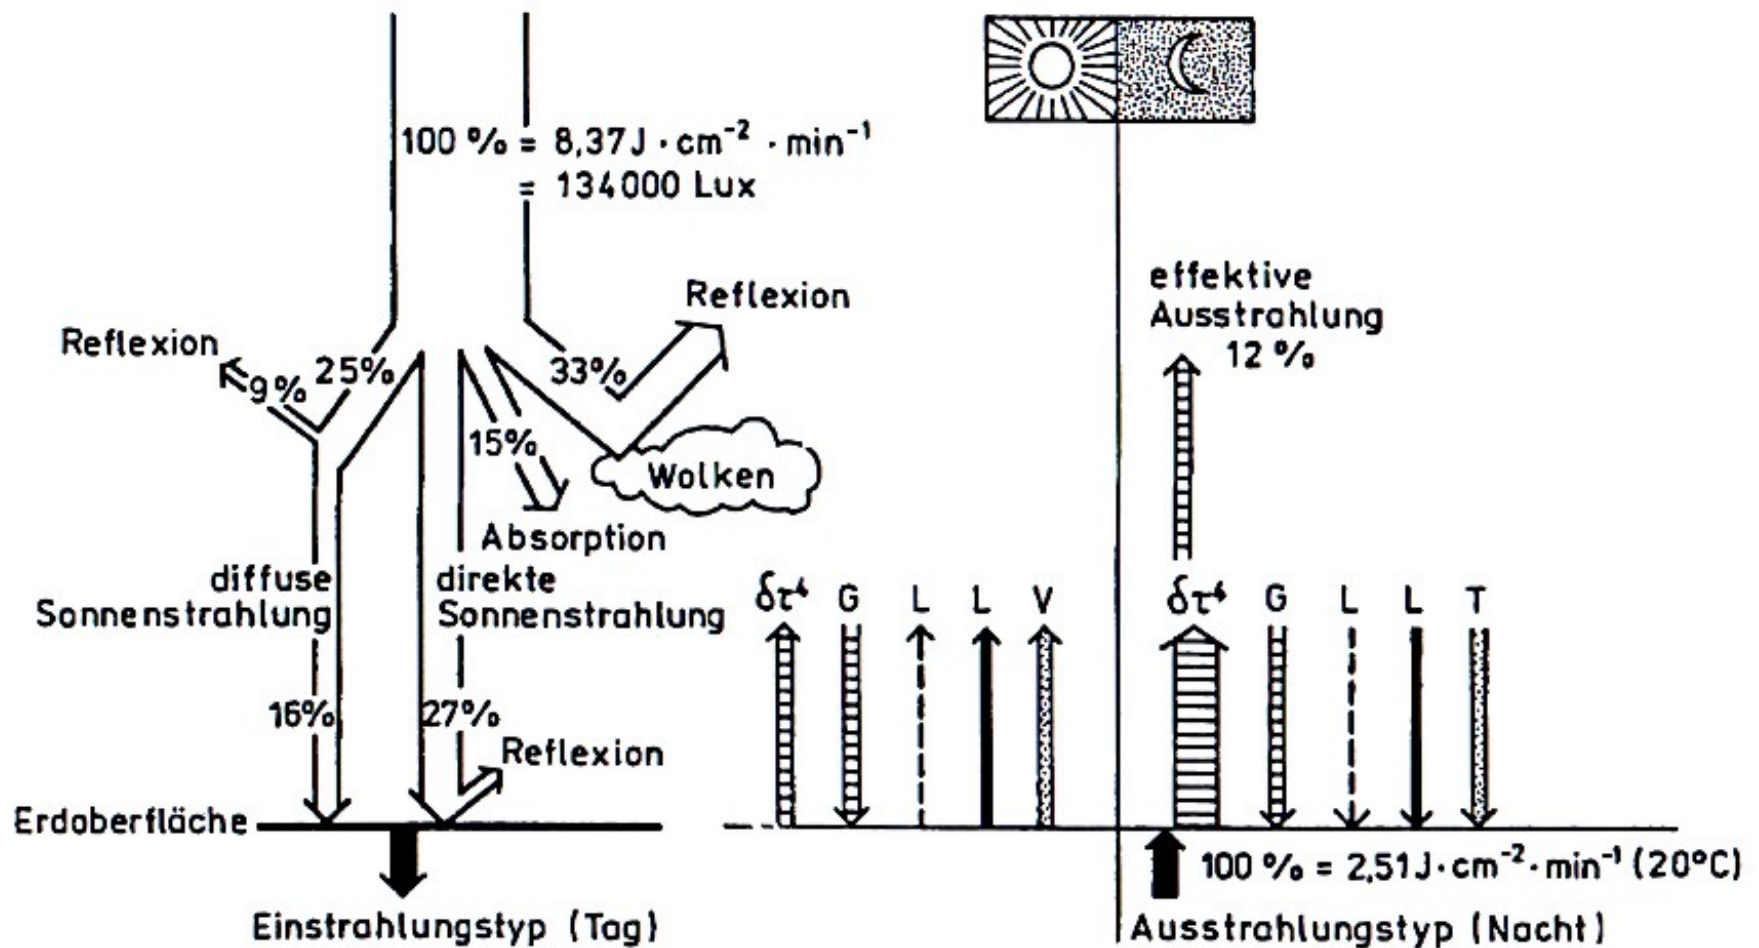 100 % = 8,37 J · cm⁻² · min⁻¹
= 134000 Lux
Reflexion
9%
25%
33%
Reflexion
15%
Wolken
Absorption
diffuse
Sonnenstrahlung
direkte
Sonnenstrahlung
16%
27%
Reflexion
Erdoberfläche
Einstrahlungstyp (Tag)
δτ⁴ G L L V
effektive
Ausstrahlung
12 %
δτ⁴ G L L T
100 % = 2,51 J · cm⁻² · min⁻¹ (20°C)
Ausstrahlungstyp (Nacht)